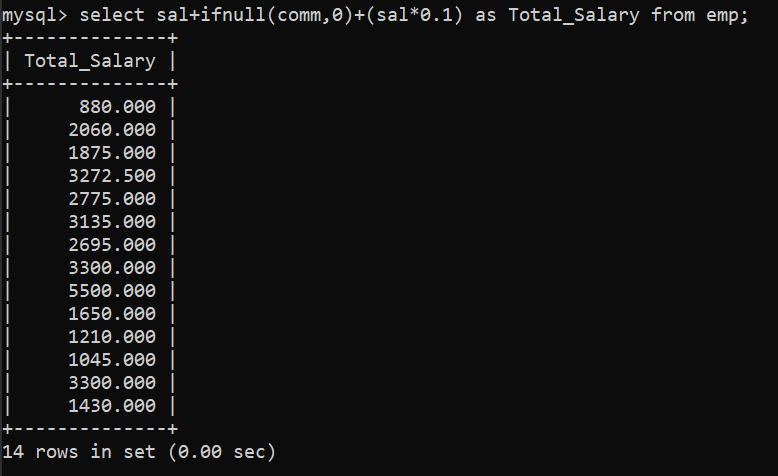 mysql> select sal+ifnull(comm,0)+(sal*0.1) as Total_Salary from emp;
+--------------+
| Total_Salary |
+--------------+
|      880.000 |
|     2060.000 |
|     1875.000 |
|     3272.500 |
|     2775.000 |
|     3135.000 |
|     2695.000 |
|     3300.000 |
|     5500.000 |
|     1650.000 |
|     1210.000 |
|     1045.000 |
|     3300.000 |
|     1430.000 |
+--------------+
14 rows in set (0.00 sec)